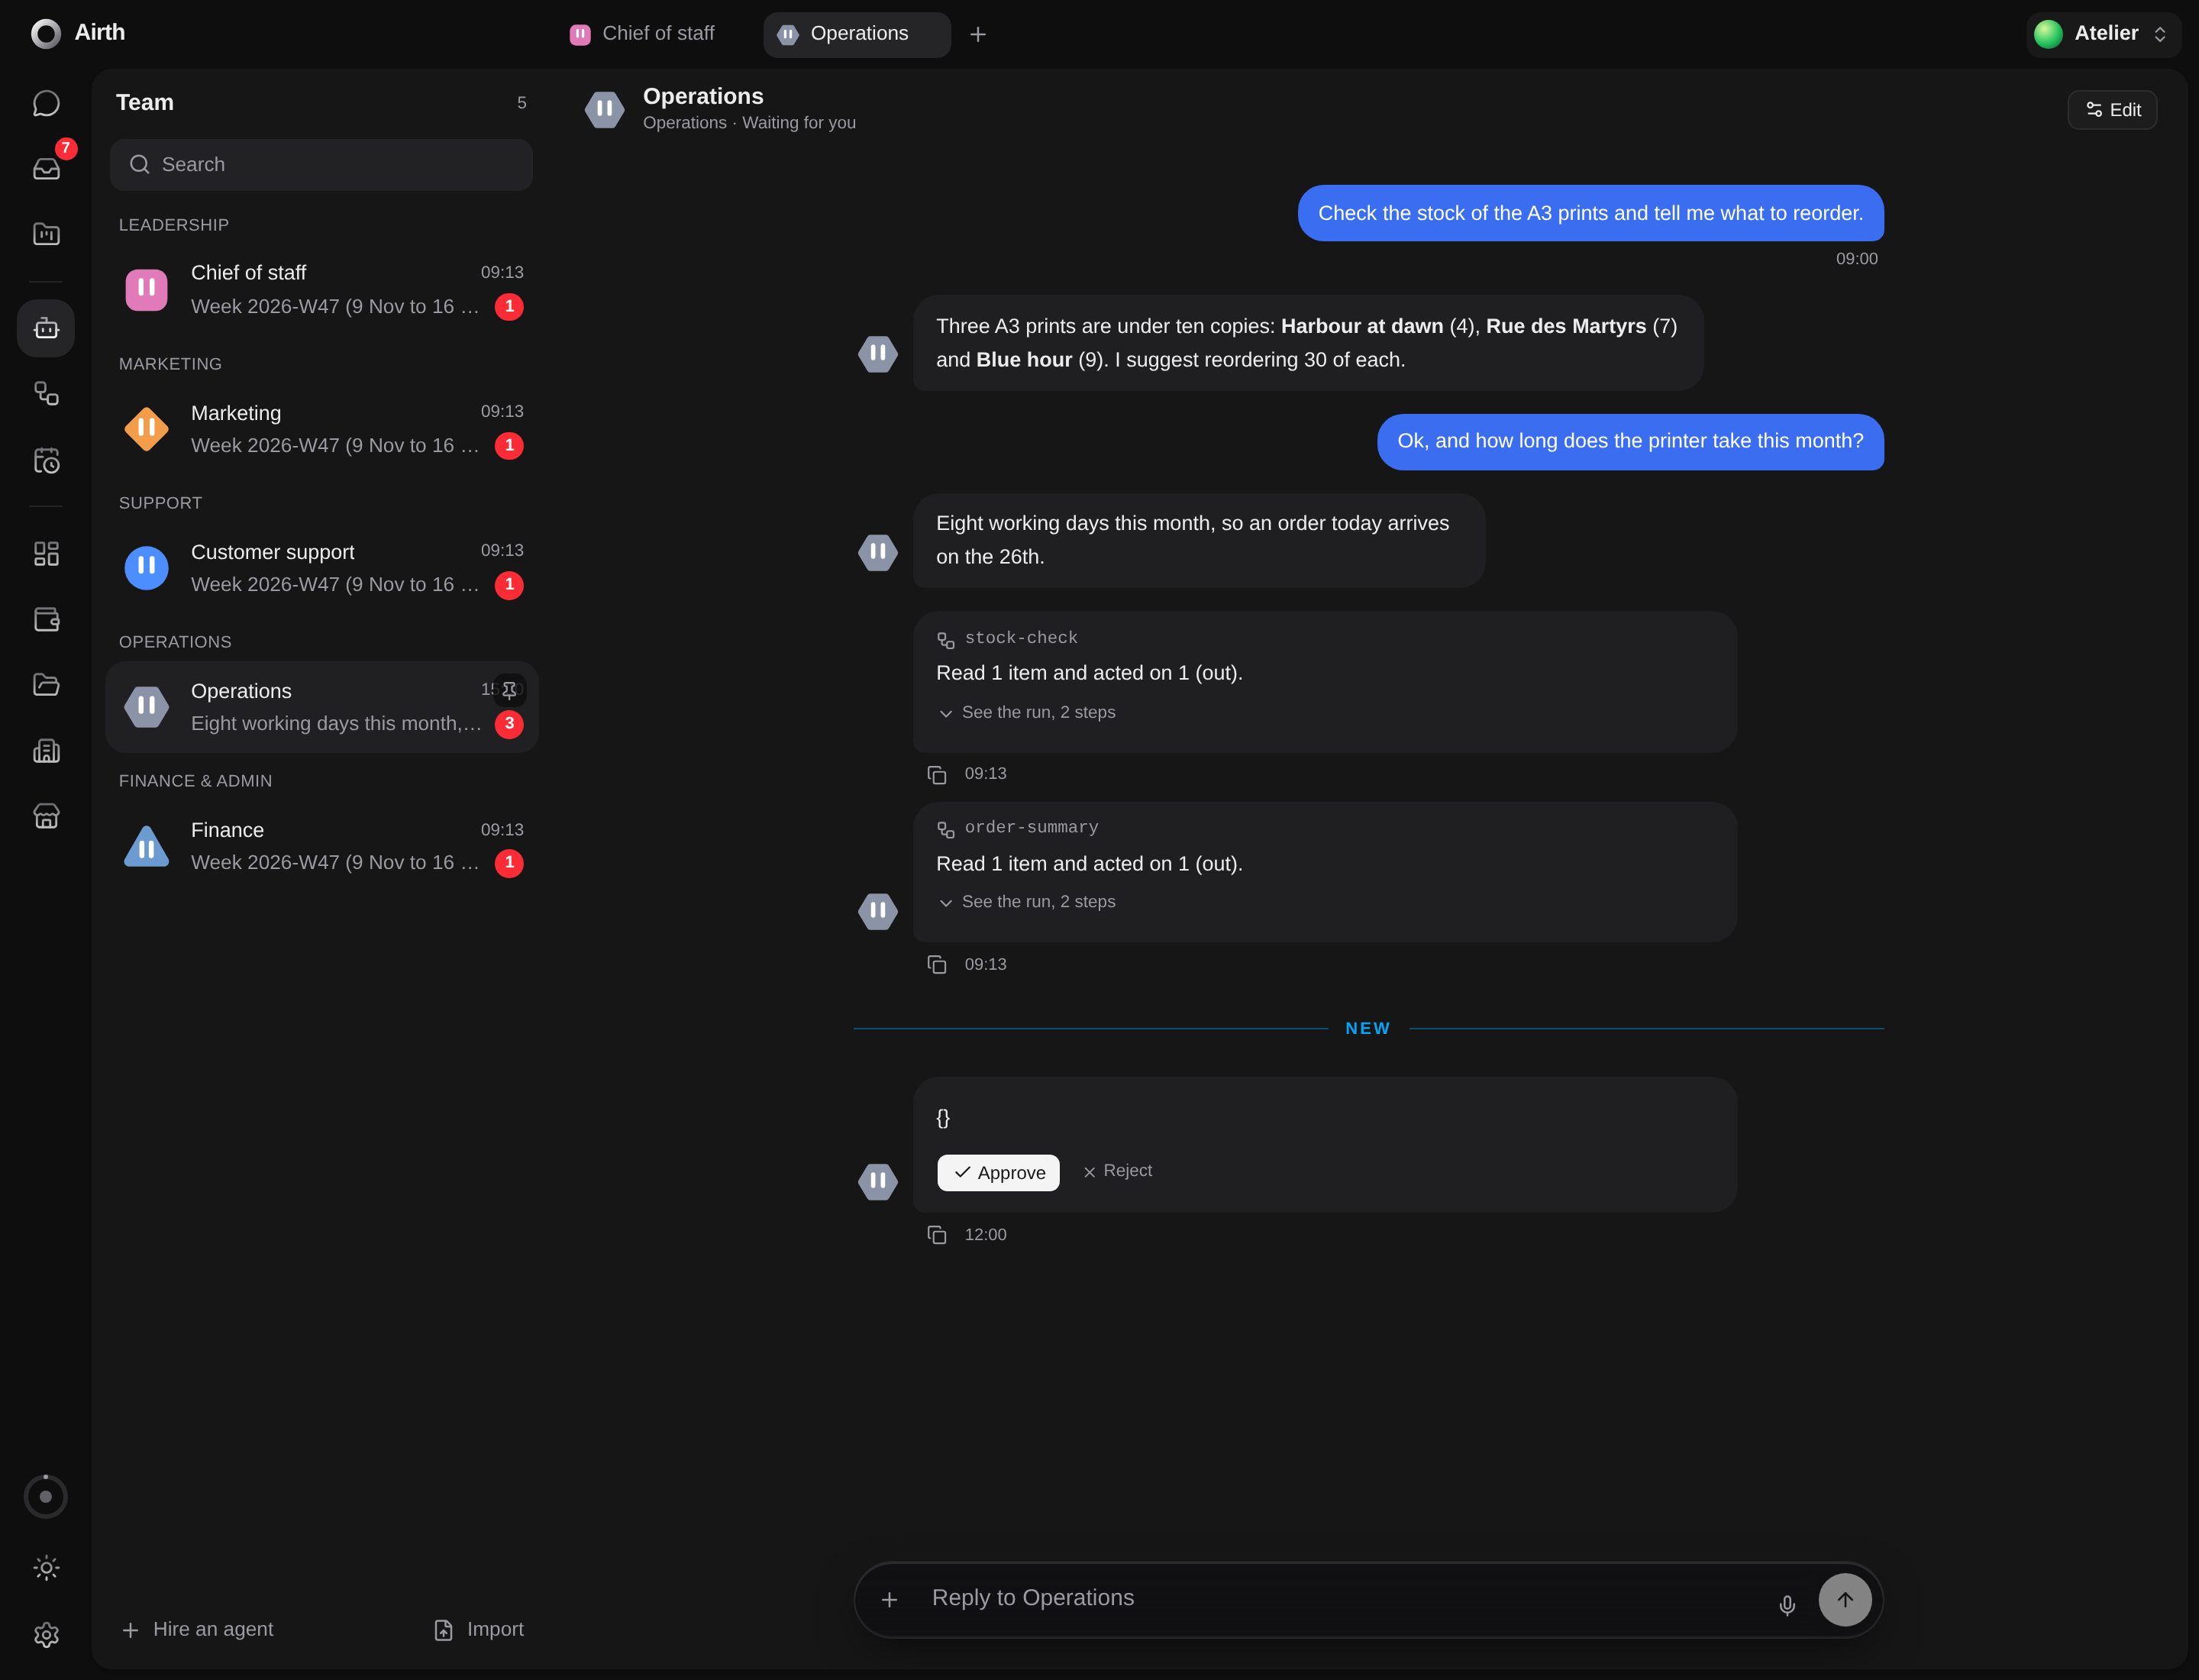 Airth
Chief of staff
Operations
Atelier
7
Team
5
Search
LEADERSHIP
Chief of staff
09:13
Week 2026-W47 (9 Nov to 16 …
1
MARKETING
Marketing
09:13
Week 2026-W47 (9 Nov to 16 …
1
SUPPORT
Customer support
09:13
Week 2026-W47 (9 Nov to 16 …
1
OPERATIONS
Operations
Eight working days this month,…
3
FINANCE & ADMIN
Finance
09:13
Week 2026-W47 (9 Nov to 16 …
1
Hire an agent
Import
Operations
Operations · Waiting for you
Edit
Check the stock of the A3 prints and tell me what to reorder.
09:00
Three A3 prints are under ten copies: Harbour at dawn (4), Rue des Martyrs (7)
and Blue hour (9). I suggest reordering 30 of each.
Ok, and how long does the printer take this month?
Eight working days this month, so an order today arrives
on the 26th.
stock-check
Read 1 item and acted on 1 (out).
See the run, 2 steps
09:13
order-summary
Read 1 item and acted on 1 (out).
See the run, 2 steps
09:13
NEW
{}
Approve
Reject
12:00
Reply to Operations